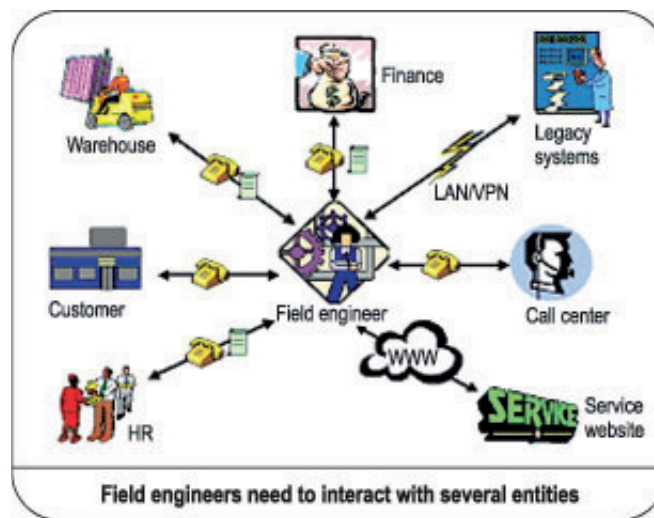 Finance
Warehouse
Legacy
systems
LAN/VPN
Customer
Field engineer
Call center
WWW
HR
SERVICE
Service
website
Field engineers need to interact with several entities